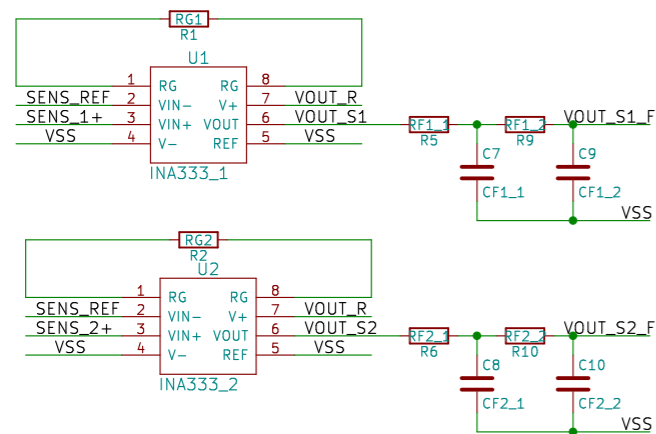 RG1
R1
U1
1 RG RG 8
SENS_REF 2 VIN- V+ 7 VOUT_R
SENS_1+ 3 VIN+ VOUT 6 VOUT_S1 RF1_1 RF1_2 VOUT_S1_F
VSS 4 V- REF 5 VSS R5 R9
C7 C9
INA333_1
CF1_1 CF1_2
VSS
RG2
R2
U2
1 RG RG 8
SENS_REF 2 VIN- V+ 7 VOUT_R
SENS_2+ 3 VIN+ VOUT 6 VOUT_S2 RF2_1 RF2_2 VOUT_S2_F
VSS 4 V- REF 5 VSS R6 R10
C8 C10
INA333_2
CF2_1 CF2_2
VSS